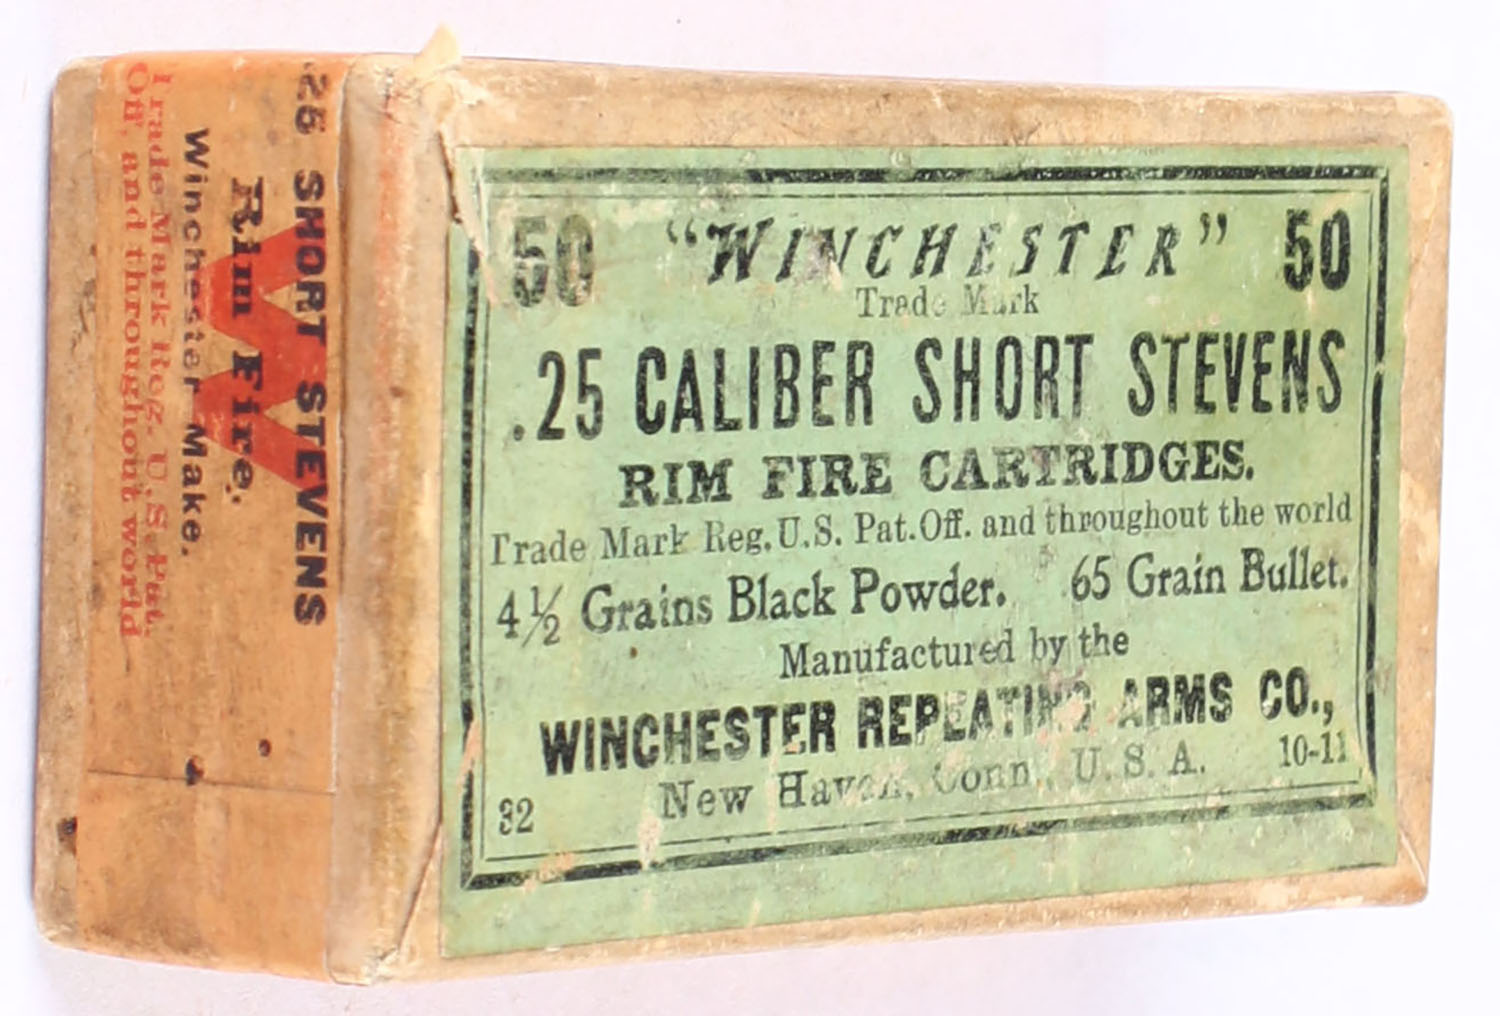 50 "WINCHESTER" 50
Trade Mark
.25 CALIBER SHORT STEVENS
RIM FIRE CARTRIDGES.
Trade Mark Reg. U.S. Pat. Off. and throughout the world
4½ Grains Black Powder. 65 Grain Bullet.
Manufactured by the
WINCHESTER REPEATING ARMS CO.,
New Haven, Conn., U.S.A. 10-11
32
.25 SHORT STEVENS
Rim Fire.
W
Winchester Make.
Trade Mark Reg. U.S. Pat.
Off. and throughout world